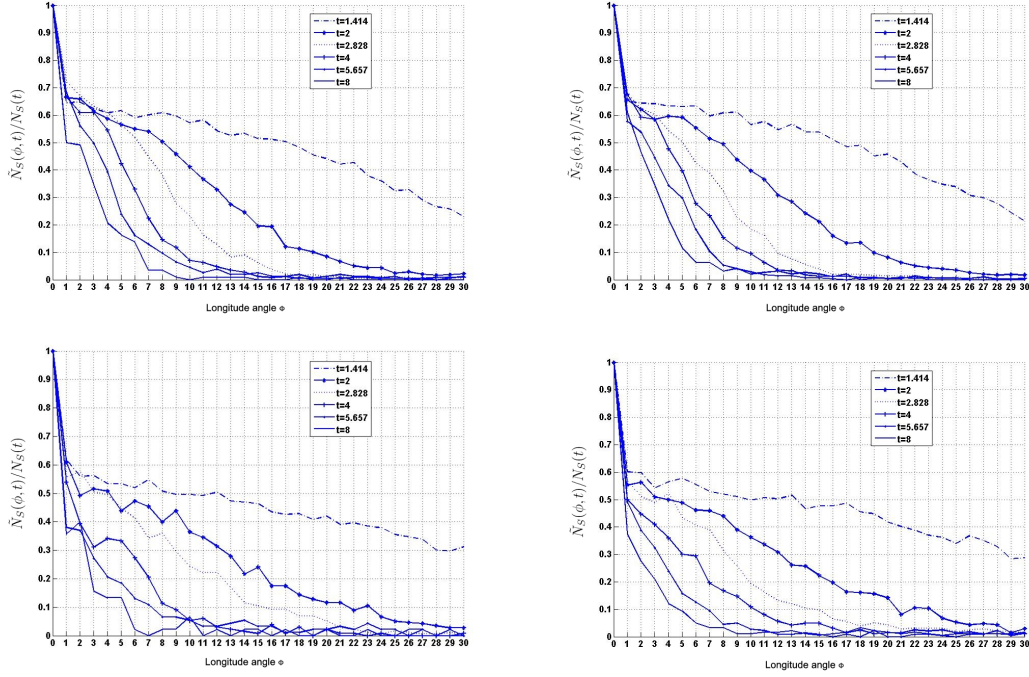 1
0.9
0.8
0.7
0.6
0.5
0.4
0.3
0.2
0.1
0
Ñ_S(ϕ, t)/N_S(t)
t=1.414
t=2
t=2.828
t=4
t=5.657
t=8
0 1 2 3 4 5 6 7 8 9 10 11 12 13 14 15 16 17 18 19 20 21 22 23 24 25 26 27 28 29 30
Longitude angle Φ
1
0.9
0.8
0.7
0.6
0.5
0.4
0.3
0.2
0.1
0
Ñ_S(ϕ, t)/N_S(t)
t=1.414
t=2
t=2.828
t=4
t=5.657
t=8
0 1 2 3 4 5 6 7 8 9 10 11 12 13 14 15 16 17 18 19 20 21 22 23 24 25 26 27 28 29 30
Longitude angle Φ
1
0.9
0.8
0.7
0.6
0.5
0.4
0.3
0.2
0.1
0
Ñ_S(ϕ, t)/N_S(t)
t=1.414
t=2
t=2.828
t=4
t=5.657
t=8
0 1 2 3 4 5 6 7 8 9 10 11 12 13 14 15 16 17 18 19 20 21 22 23 24 25 26 27 28 29 30
Longitude angle Φ
1
0.9
0.8
0.7
0.6
0.5
0.4
0.3
0.2
0.1
0
Ñ_S(ϕ, t)/N_S(t)
t=1.414
t=2
t=2.828
t=4
t=5.657
t=8
0 1 2 3 4 5 6 7 8 9 10 11 12 13 14 15 16 17 18 19 20 21 22 23 24 25 26 27 28 29 30
Longitude angle Φ